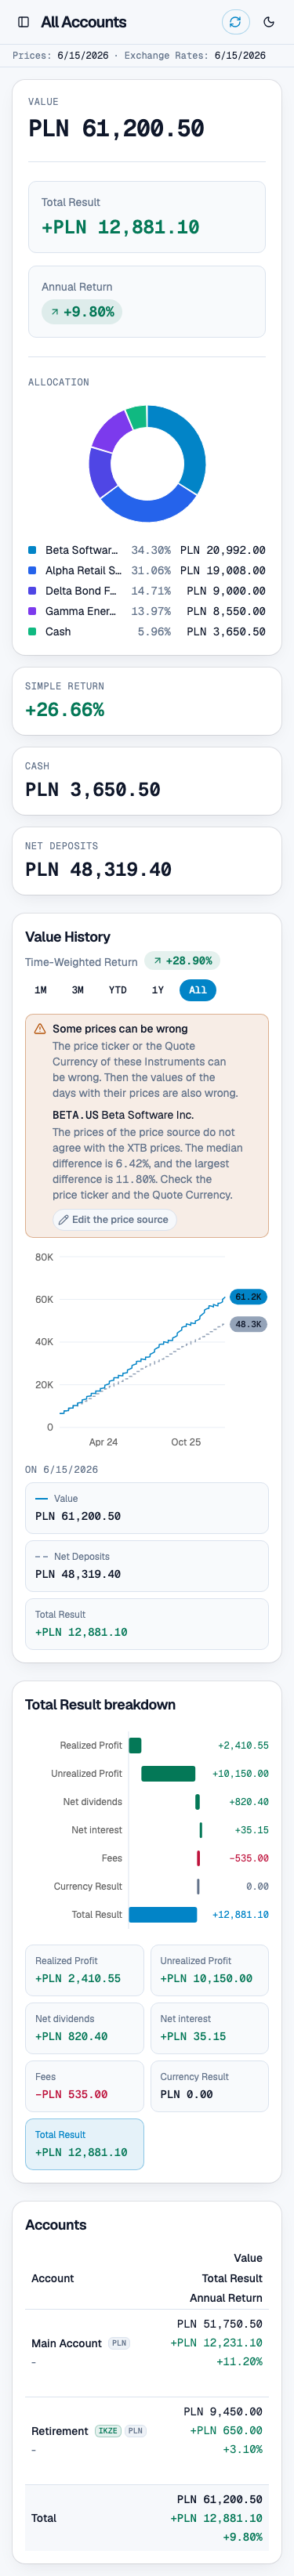 All Accounts
Prices: 6/15/2026 · Exchange Rates: 6/15/2026
VALUE
PLN 61,200.50
Total Result
+PLN 12,881.10
Annual Return
+9.80%
ALLOCATION
Beta Softwar… 34.30% PLN 20,992.00
Alpha Retail S… 31.06% PLN 19,008.00
Delta Bond F… 14.71% PLN 9,000.00
Gamma Ener… 13.97% PLN 8,550.00
Cash 5.96% PLN 3,650.50
SIMPLE RETURN
+26.66%
CASH
PLN 3,650.50
NET DEPOSITS
PLN 48,319.40
Value History
Time-Weighted Return +28.90%
1M 3M YTD 1Y All
Some prices can be wrong
The price ticker or the Quote
Currency of these Instruments can
be wrong. Then the values of the
days with their prices are also wrong.
BETA.US Beta Software Inc.
The prices of the price source do not
agree with the XTB prices. The median
difference is 6.42%, and the largest
difference is 11.80%. Check the
price ticker and the Quote Currency.
Edit the price source
80K
60K
61.2K
48.3K
40K
20K
0
Apr 24 Oct 25
ON 6/15/2026
Value
PLN 61,200.50
Net Deposits
PLN 48,319.40
Total Result
+PLN 12,881.10
Total Result breakdown
Realized Profit +2,410.55
Unrealized Profit +10,150.00
Net dividends +820.40
Net interest +35.15
Fees −535.00
Currency Result 0.00
Total Result +12,881.10
Realized Profit
+PLN 2,410.55
Unrealized Profit
+PLN 10,150.00
Net dividends
+PLN 820.40
Net interest
+PLN 35.15
Fees
−PLN 535.00
Currency Result
PLN 0.00
Total Result
+PLN 12,881.10
Accounts
Value
Account Total Result
Annual Return
PLN 51,750.50
Main Account PLN +PLN 12,231.10
- +11.20%
PLN 9,450.00
Retirement IKZE PLN +PLN 650.00
- +3.10%
PLN 61,200.50
Total +PLN 12,881.10
+9.80%